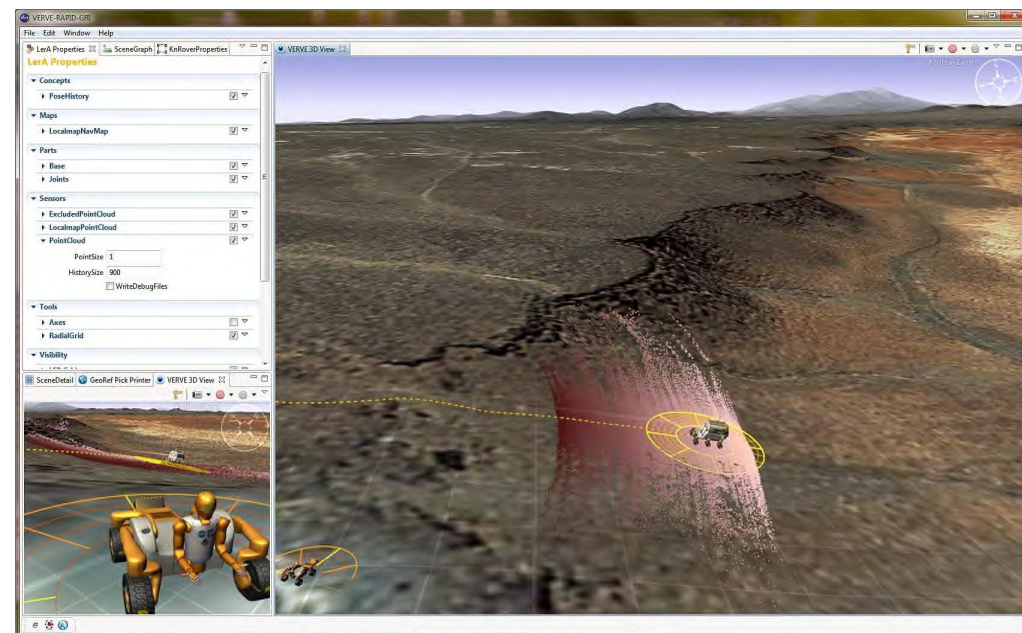 VERVE-RAPID-GRI
File Edit Window Help
LerA Properties SceneGraph KnRoverProperties
LerA Properties
Concepts
PoseHistory
Maps
LocalmapNavMap
Parts
Base
Joints
Sensors
ExcludedPointCloud
LocalmapPointCloud
PointCloud
PointSize 1
HistorySize 900
WriteDebugFiles
Tools
Axes
RadialGrid
Visibility
SceneDetail GeoRef Pick Printer VERVE 3D View
VERVE 3D View
FollowCam